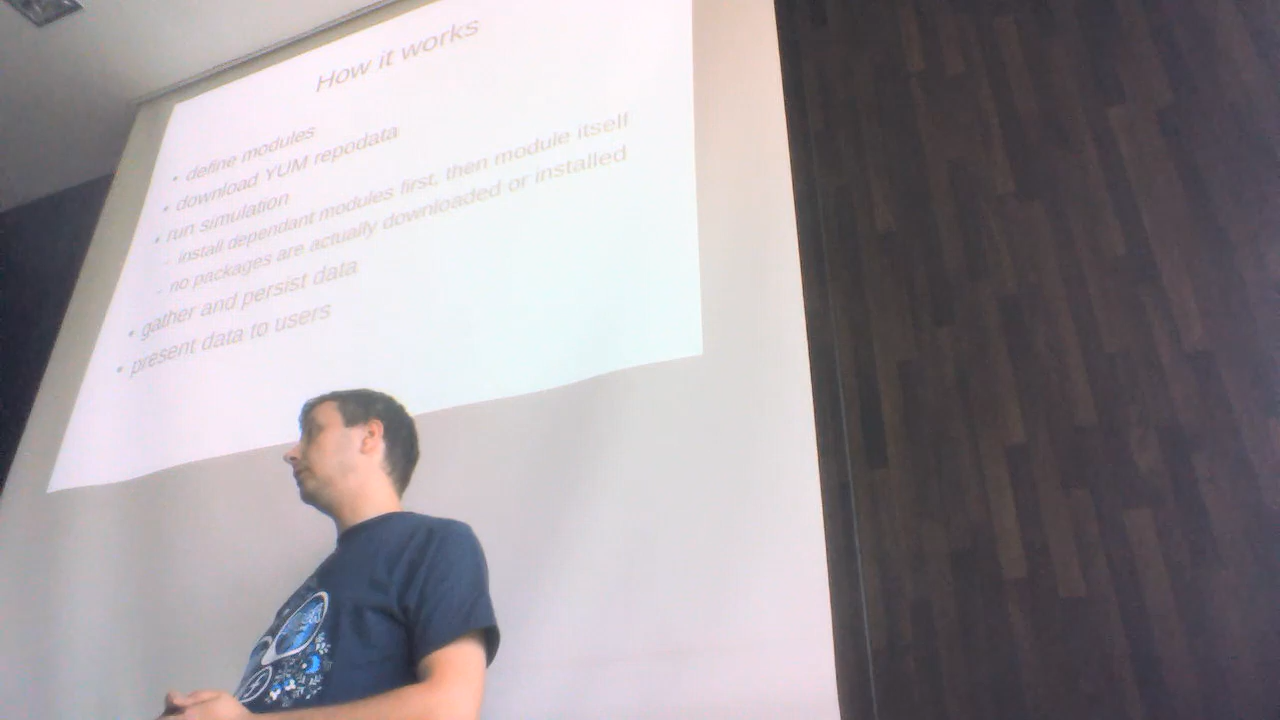 How it works
• define modules
• download YUM repodata
• run simulation
- install dependant modules first, then module itself
- no packages are actually downloaded or installed
• gather and persist data
• present data to users